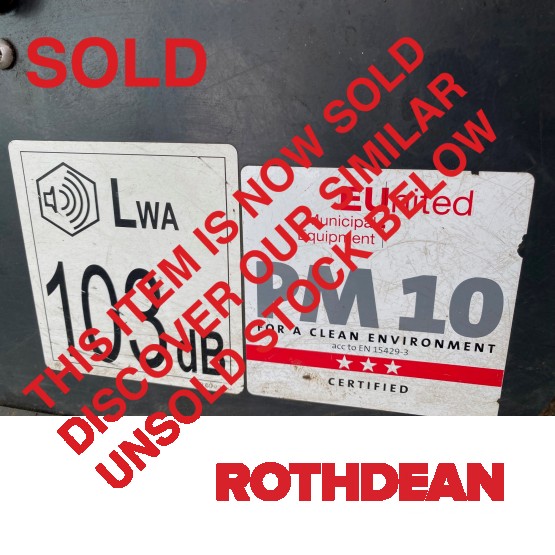 SOLD
THIS ITEM IS NOW SOLD
DISCOVER OUR SIMILAR
UNSOLD STOCK BELOW
LWA
103 dB
EUnited
Municipal
Equipment
PM 10
FOR A CLEAN ENVIRONMENT
acc to EN 15429-3
CERTIFIED
ROTHDEAN